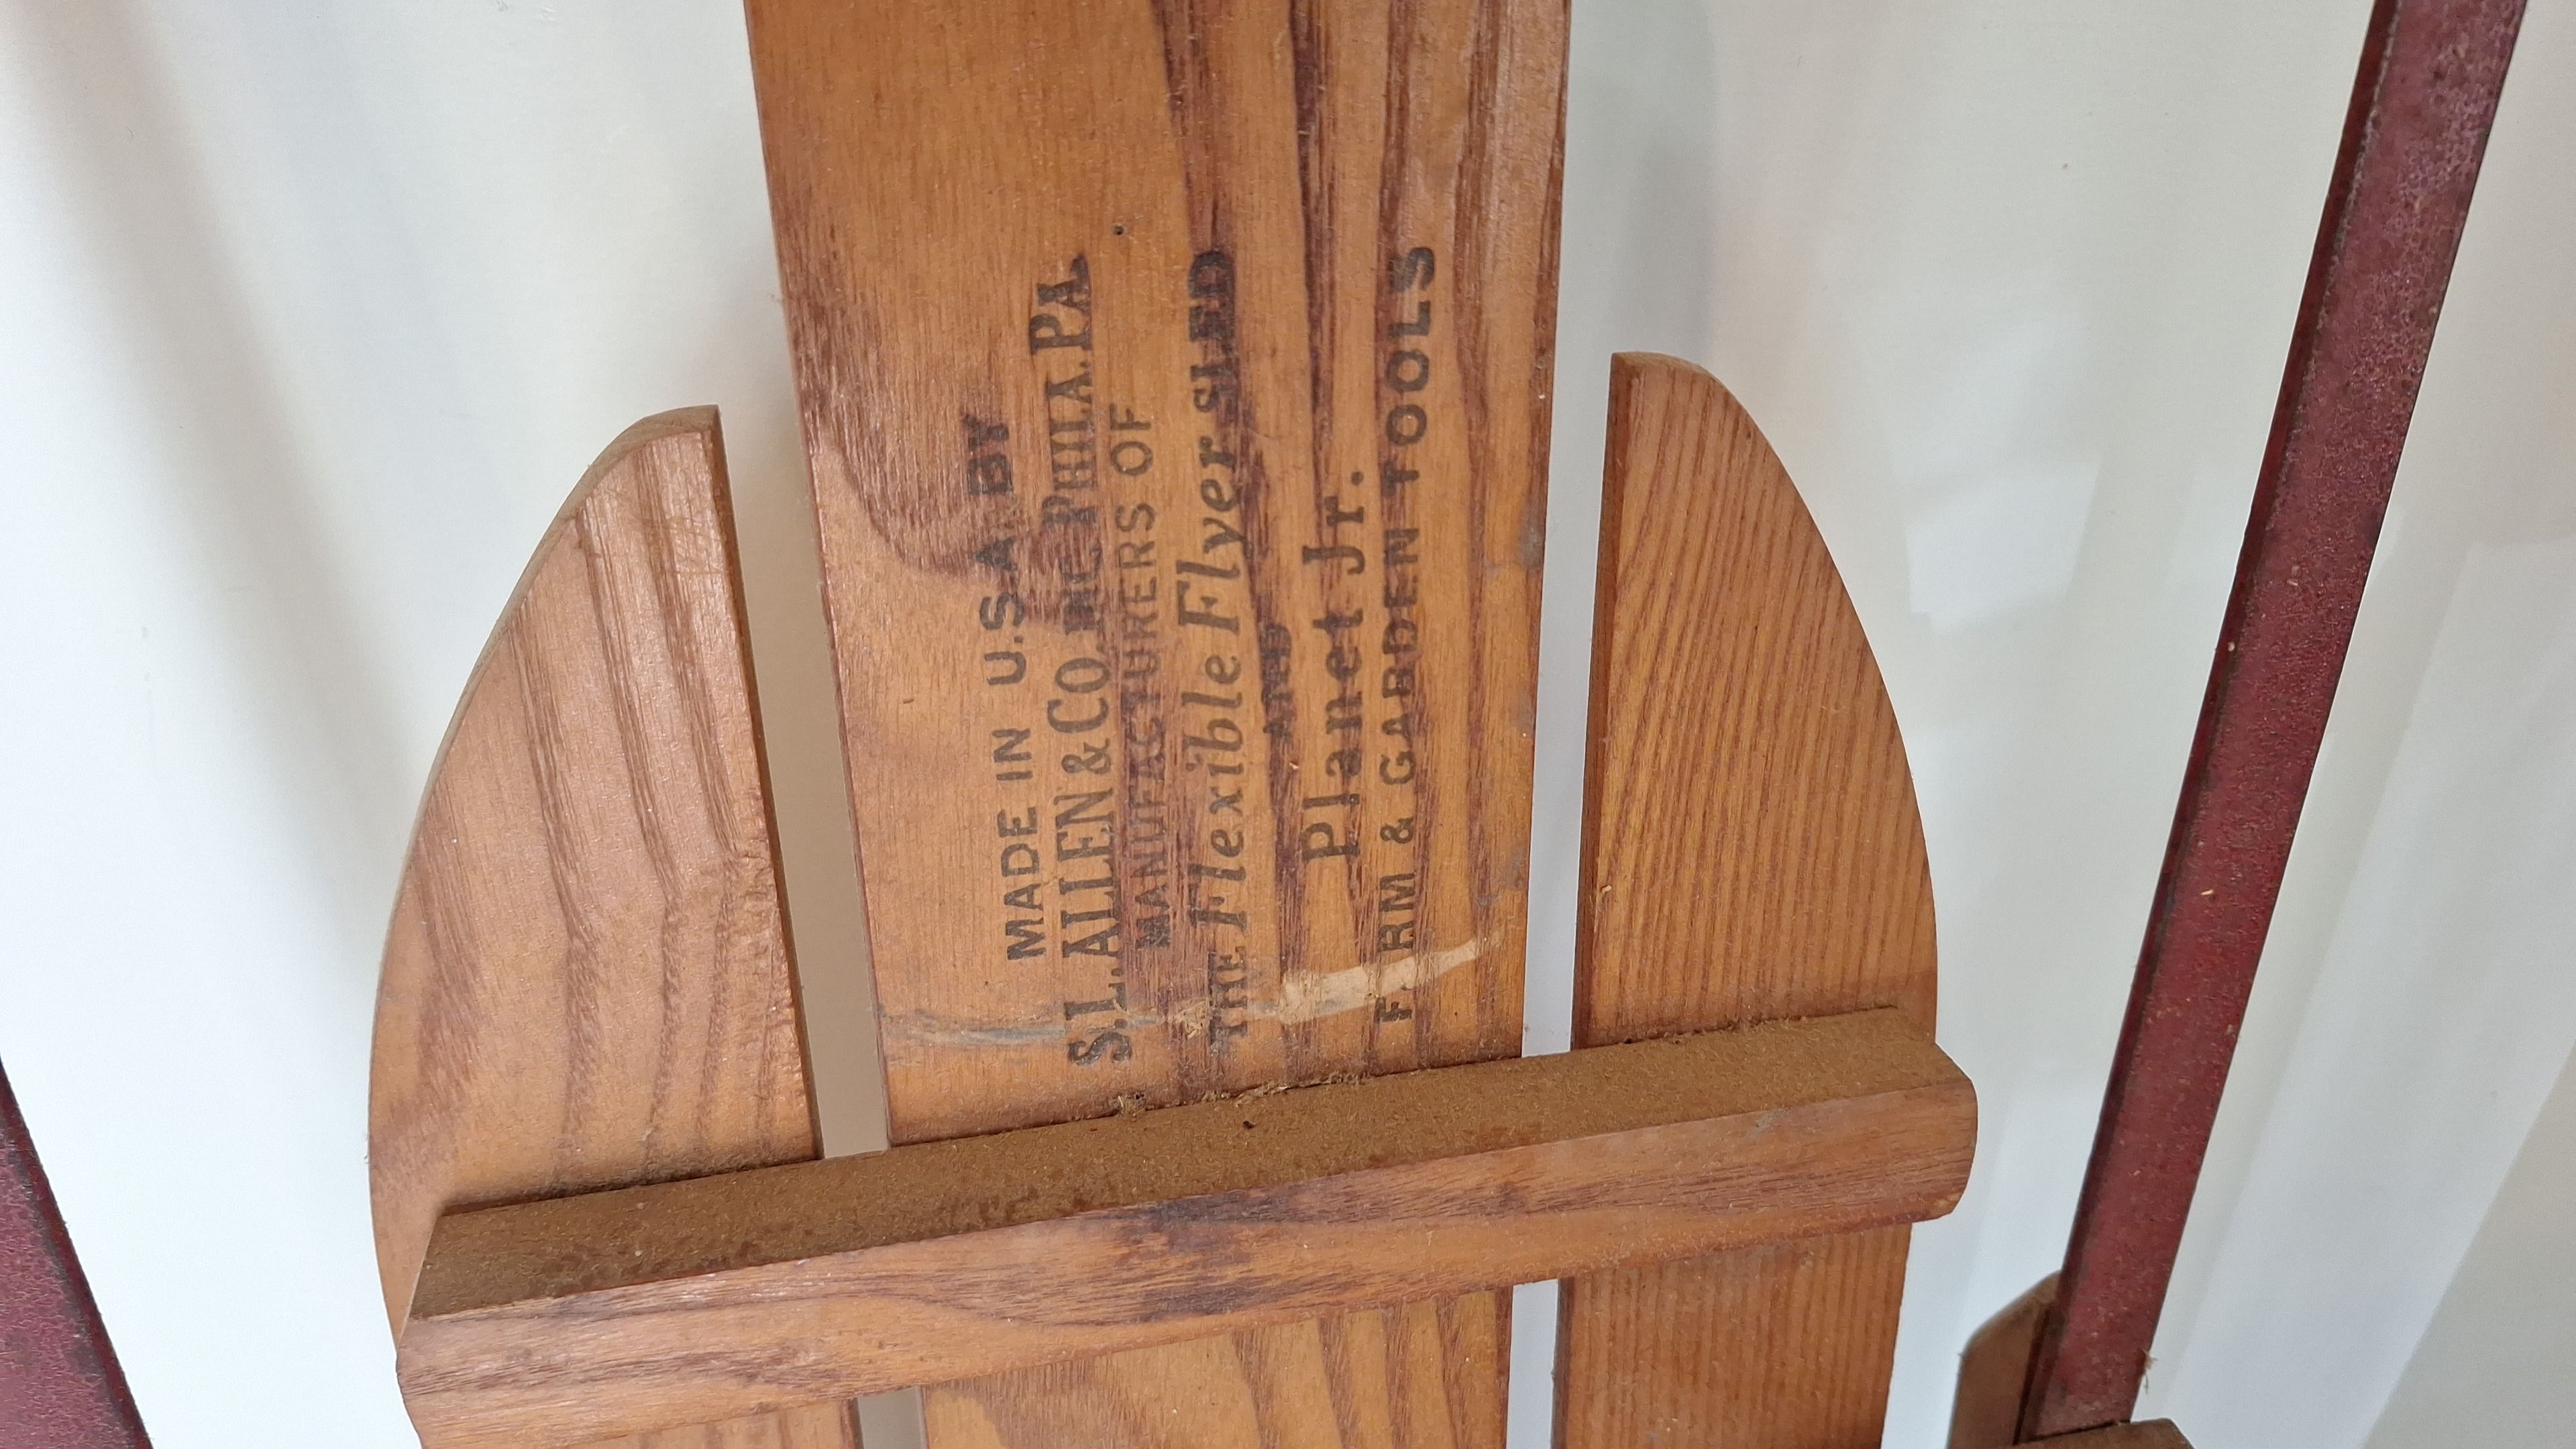 MADE IN U.S.A. BY
S.L. ALLEN & CO. INC. PHILA. PA.
MANUFACTURERS OF
THE Flexible Flyer SLED
AND
Planet Jr.
FARM & GARDEN TOOLS